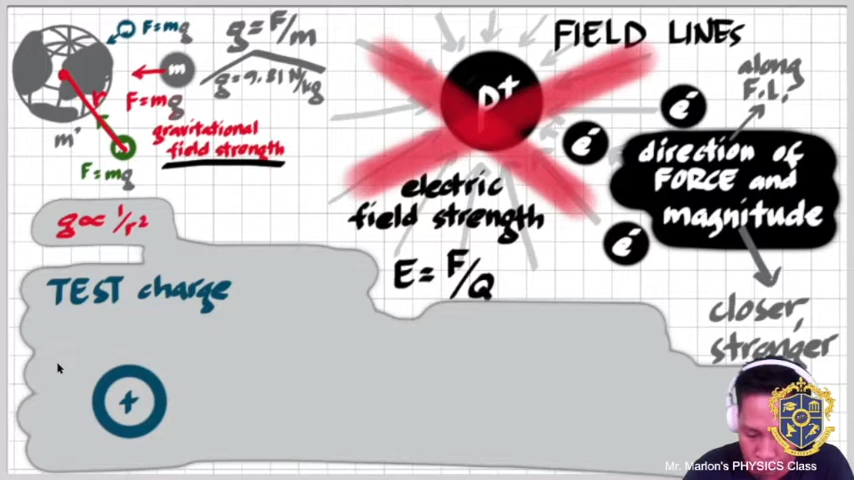 F=mg
g=F/m
g=9.81 N/kg
m
F=mg
r
m
gravitational
field strength
F=mg
g∝1/r²
P+
electric
field strength
E=F/Q
FIELD LINES
along
F.L.
é
é
é
direction of
FORCE and
magnitude
closer,
stronger
TEST charge
+
Mr. Marlon's PHYSICS Class